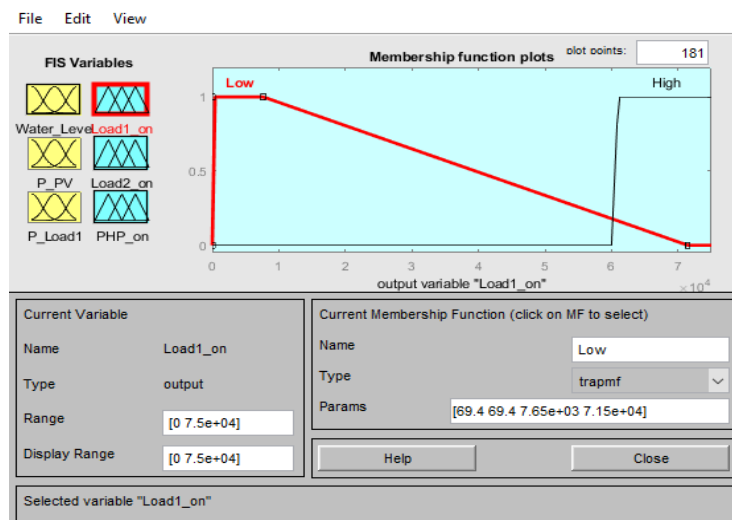 File Edit View
FIS Variables
Membership function plots
plot points:
181
Low
High
1
0.5
0
Water_Level
Load1_on
P_PV
Load2_on
P_Load1
PHP_on
0 1 2 3 4 5 6 7
×10⁴
output variable "Load1_on"
Current Variable
Name Load1_on
Type output
Range [0 7.5e+04]
Display Range [0 7.5e+04]
Current Membership Function (click on MF to select)
Name Low
Type trapmf
Params [69.4 69.4 7.65e+03 7.15e+04]
Help
Close
Selected variable "Load1_on"